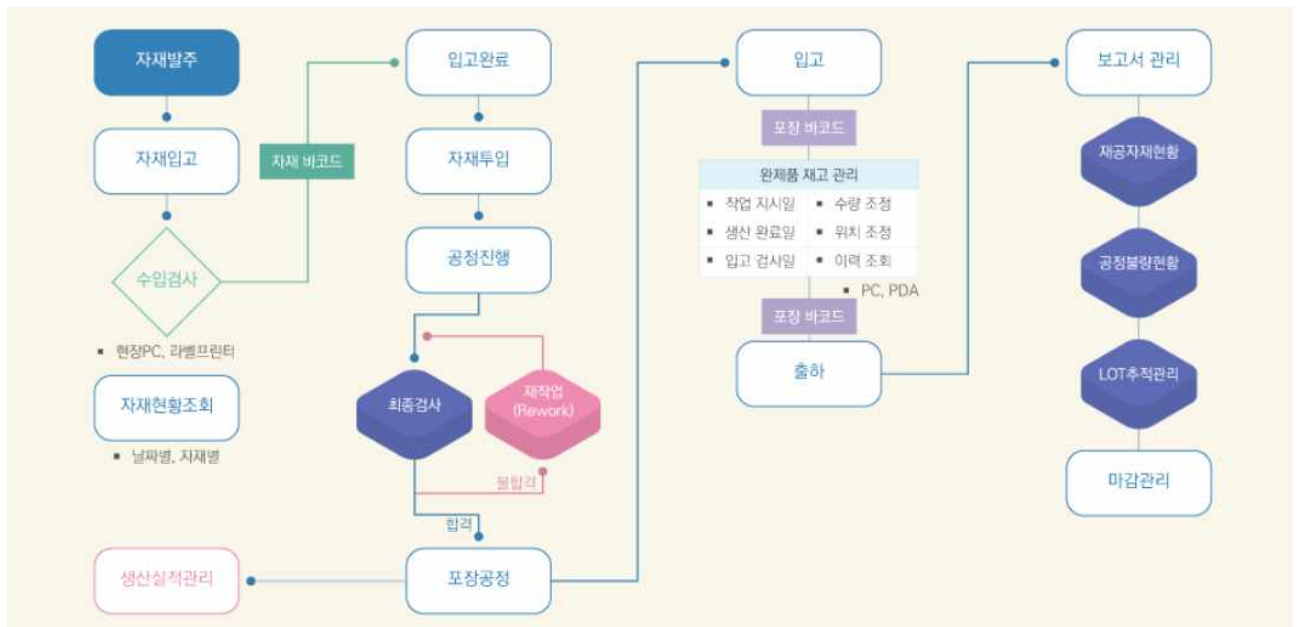 자재발주
자재입고
자재 바코드
수입검사
▪ 현장PC, 라벨프린터
자재현황조회
▪ 날짜별, 자재별
생산실적관리
입고완료
자재투입
공정진행
최종검사
재작업
(Rework)
불합격
합격
포장공정
입고
포장 바코드
완제품 재고 관리
▪ 작업 지시일
▪ 수량 조정
▪ 생산 완료일
▪ 위치 조정
▪ 입고 검사일
▪ 이력 조회
▪ PC, PDA
포장 바코드
출하
보고서 관리
재공자재현황
공정불량현황
LOT추적관리
마감관리